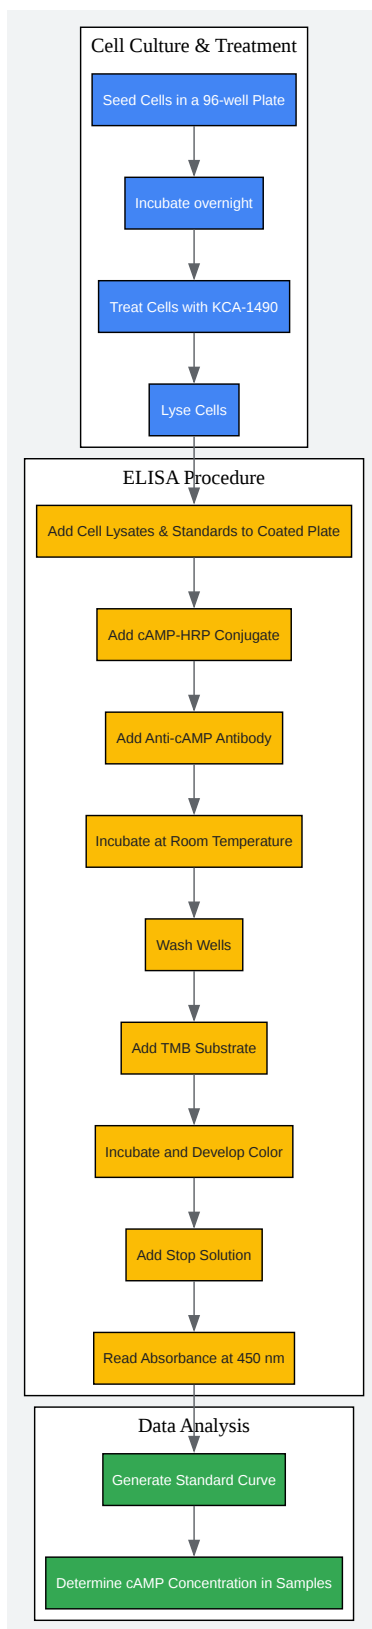 Cell Culture & Treatment
Seed Cells in a 96-well Plate
Incubate overnight
Treat Cells with KCA-1490
Lyse Cells
ELISA Procedure
Add Cell Lysates & Standards to Coated Plate
Add cAMP-HRP Conjugate
Add Anti-cAMP Antibody
Incubate at Room Temperature
Wash Wells
Add TMB Substrate
Incubate and Develop Color
Add Stop Solution
Read Absorbance at 450 nm
Data Analysis
Generate Standard Curve
Determine cAMP Concentration in Samples